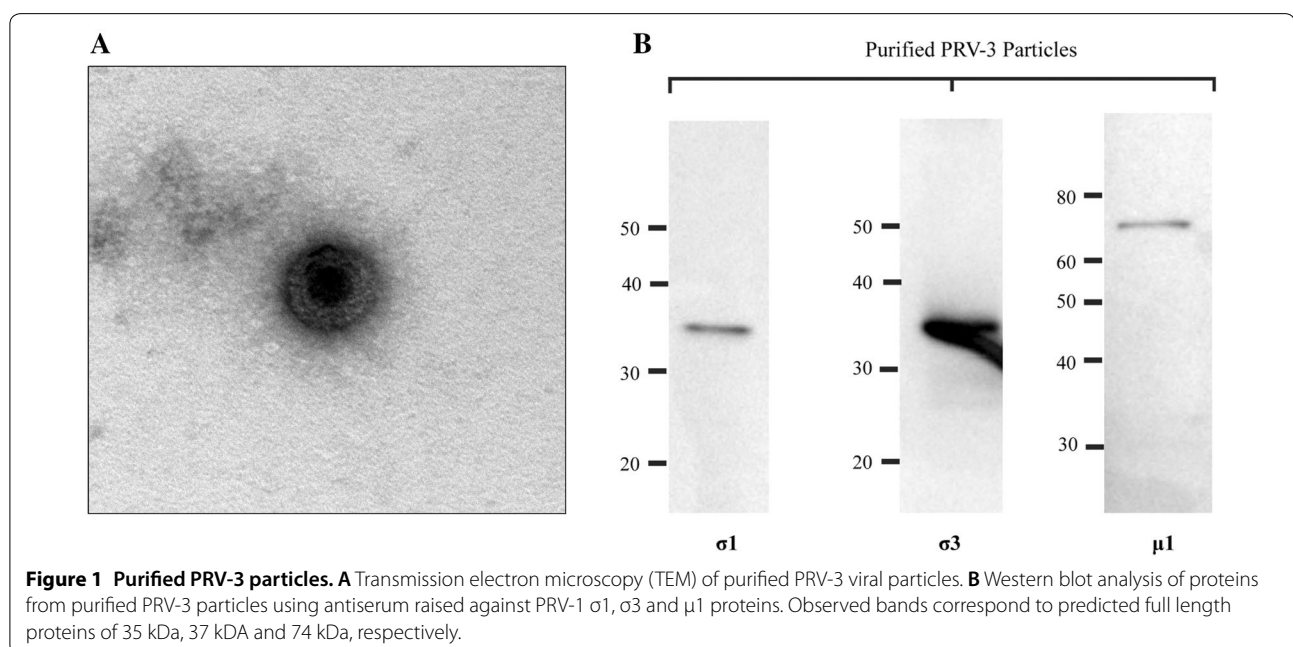 A
B
Purified PRV-3 Particles
50
40
30
20
50
40
30
20
80
60
50
40
30
σ1
σ3
μ1
Figure 1 Purified PRV-3 particles. A Transmission electron microscopy (TEM) of purified PRV-3 viral particles. B Western blot analysis of proteins
from purified PRV-3 particles using antiserum raised against PRV-1 σ1, σ3 and μ1 proteins. Observed bands correspond to predicted full length
proteins of 35 kDa, 37 kDA and 74 kDa, respectively.